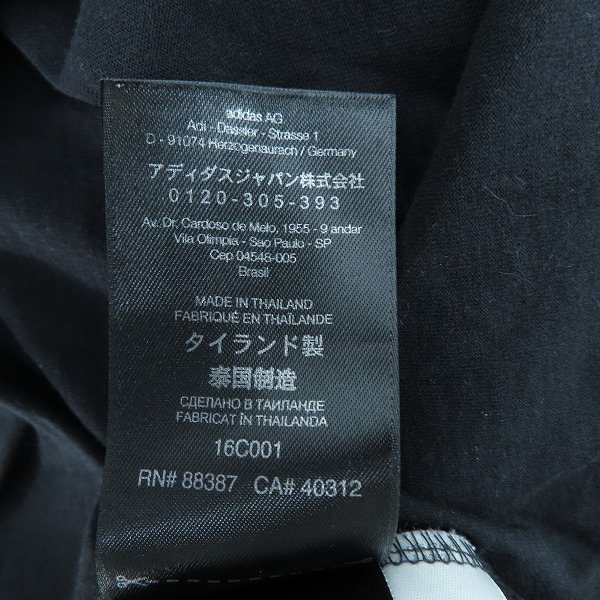 adidas AG
Adi - Dassler - Strasse 1
D - 91074 Herzogenaurach / Germany
アディダスジャパン株式会社
0120-305-393
Av. Dr. Cardoso de Melo, 1955 - 9 andar
Vila Olimpia - Sao Paulo - SP
Cep 04548-005
Brasil
MADE IN THAILAND
FABRIQUÉ EN THAÏLANDE
タイランド製
泰国制造
СДЕЛАНО В ТАИЛАНДЕ
FABRICAT ÎN THAILANDA
16C001
RN# 88387 CA# 40312